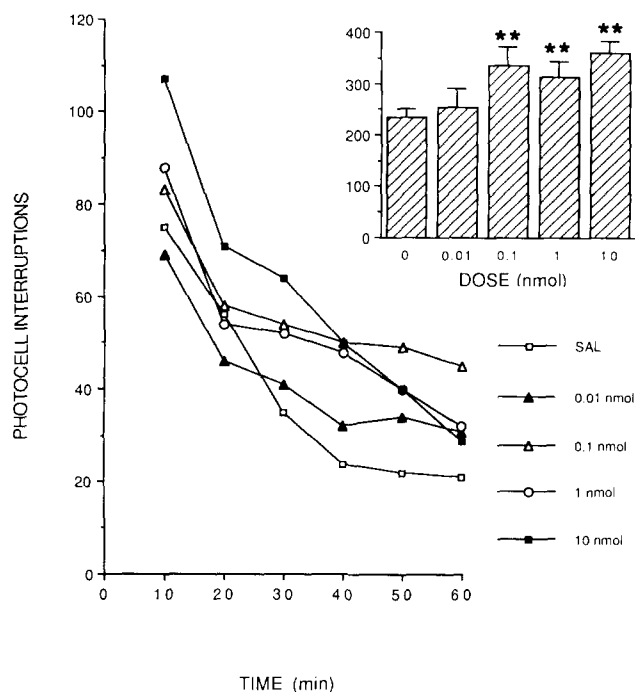 120
100
80
60
40
20
0
PHOTOCELL INTERRUPTIONS
0 10 20 30 40 50 60
TIME (min)
400
300
200
100
0
** ** **
0 0.01 0.1 1 10
DOSE (nmol)
SAL
0.01 nmol
0.1 nmol
1 nmol
10 nmol